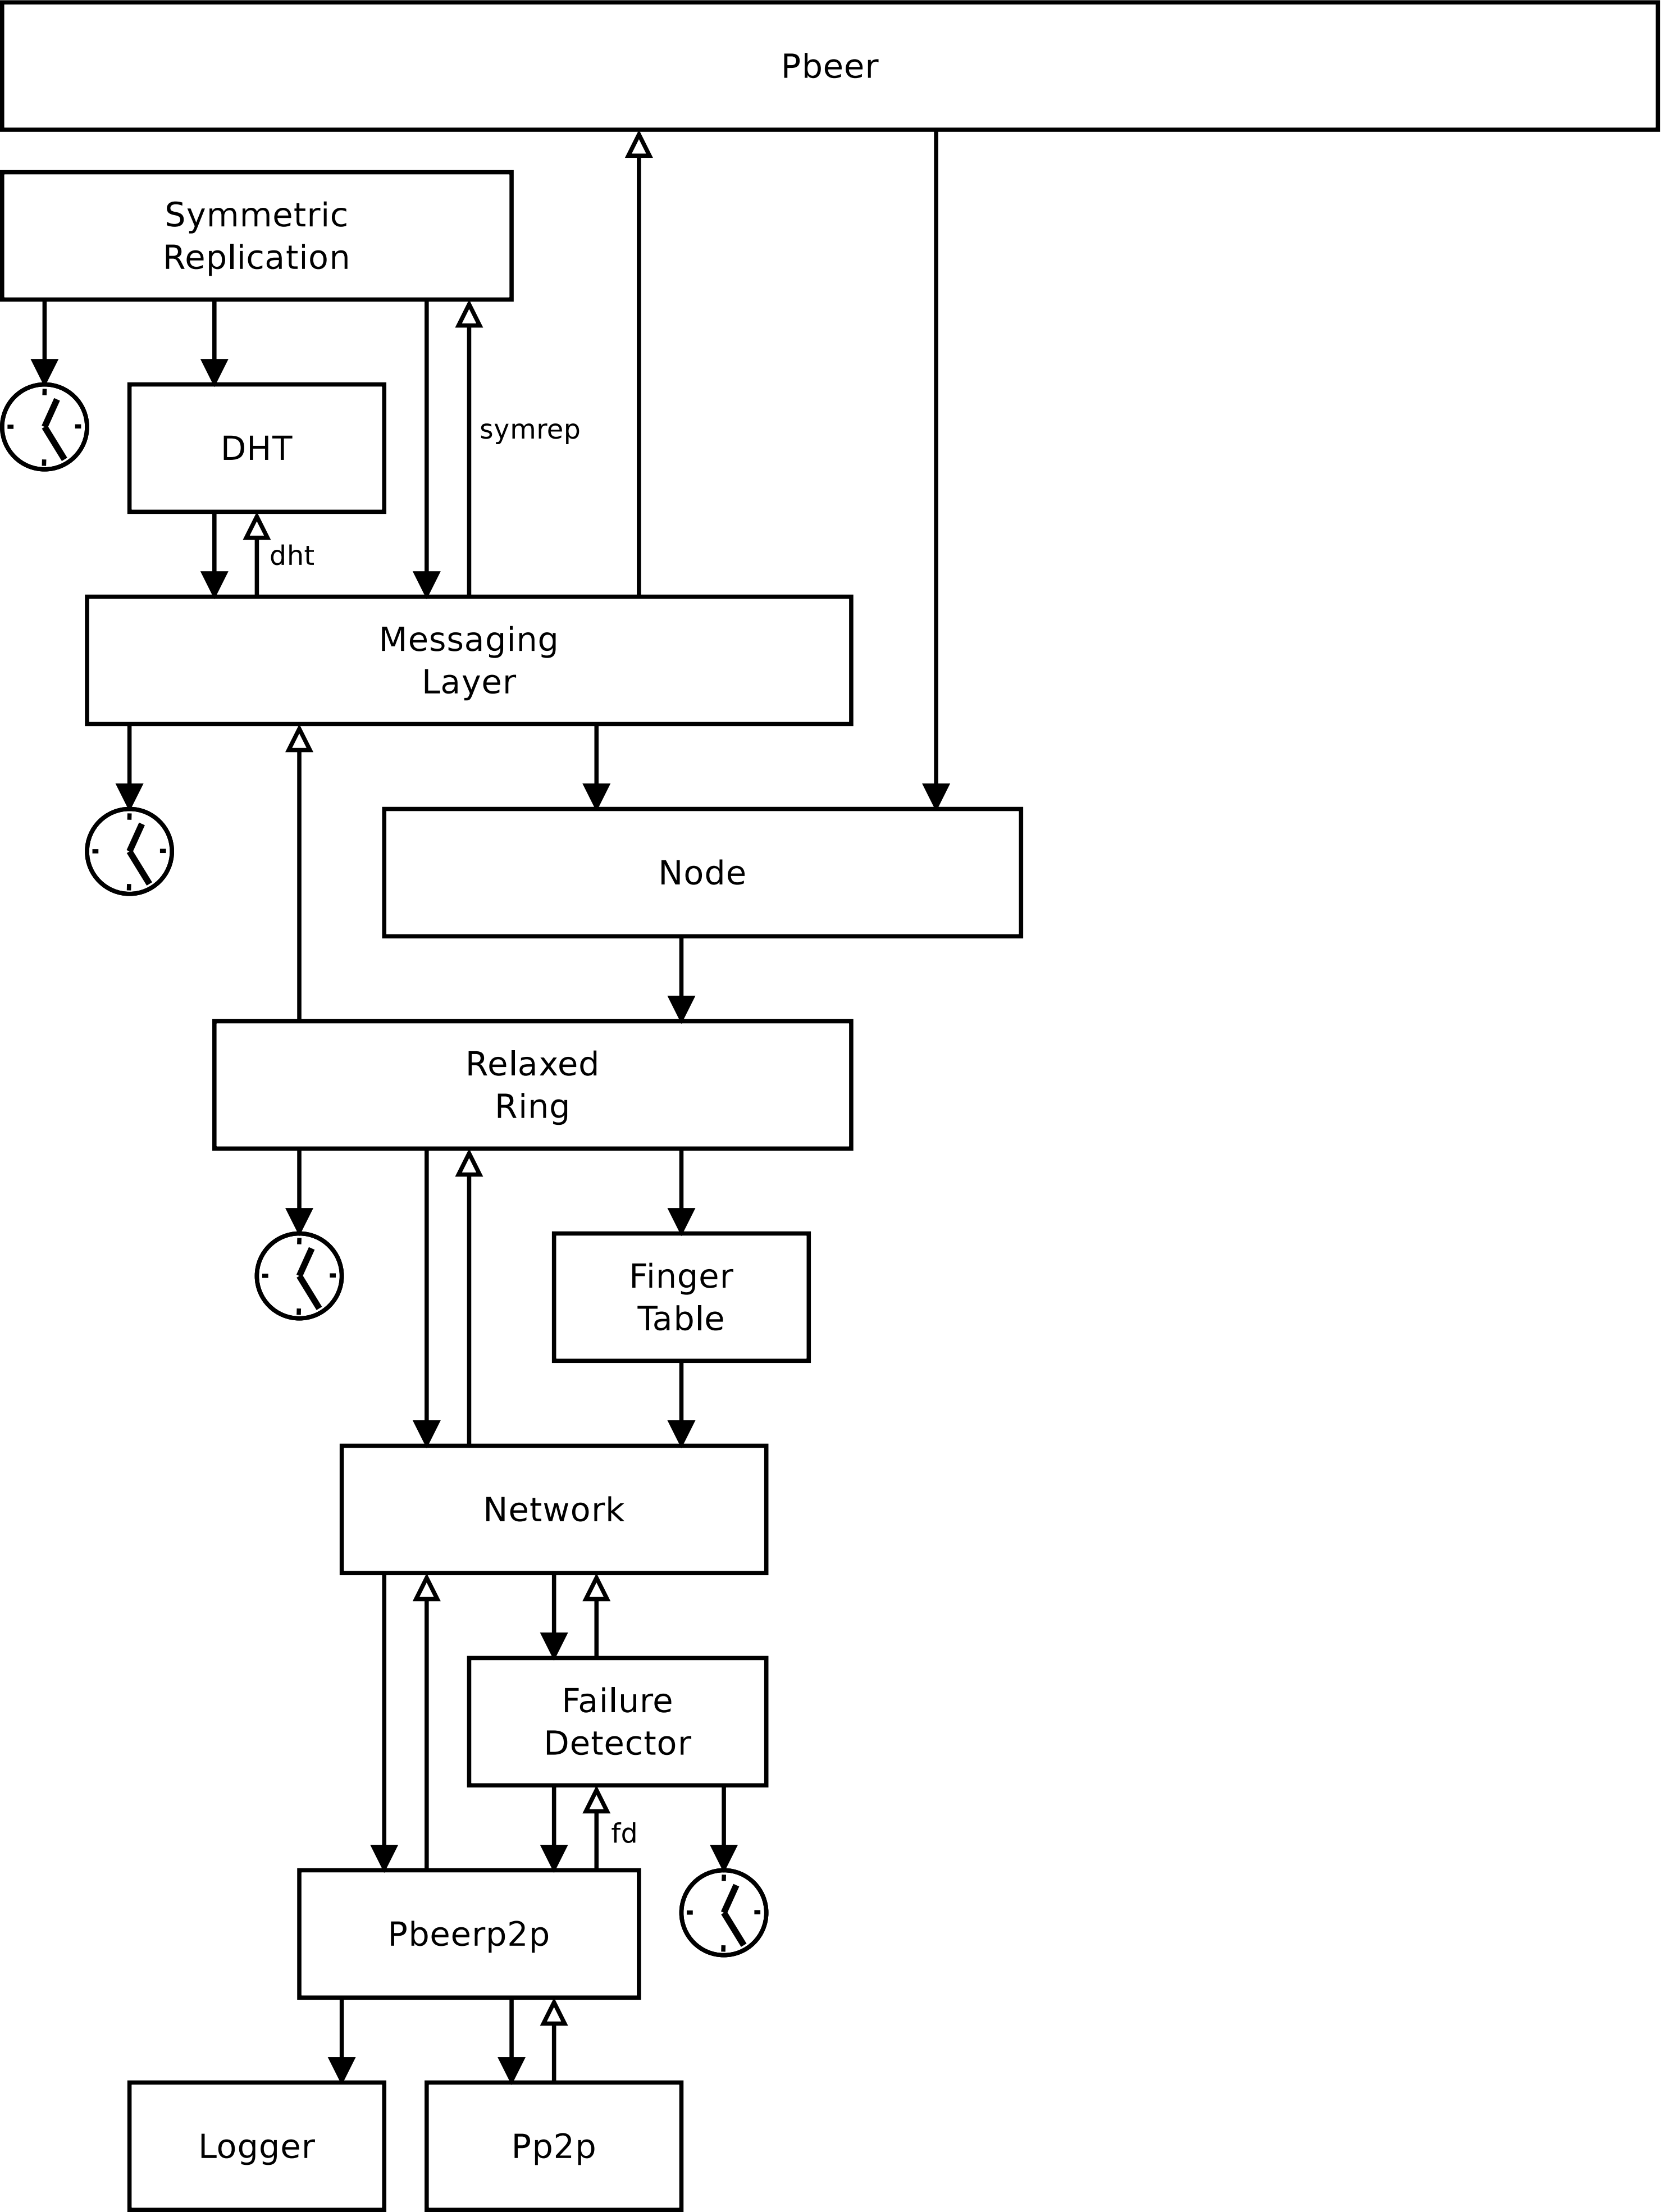 Pbeer
Symmetric
Replication
symrep
DHT
dht
Messaging
Layer
Node
Relaxed
Ring
Finger
Table
Network
Failure
Detector
fd
Pbeerp2p
Logger
Pp2p